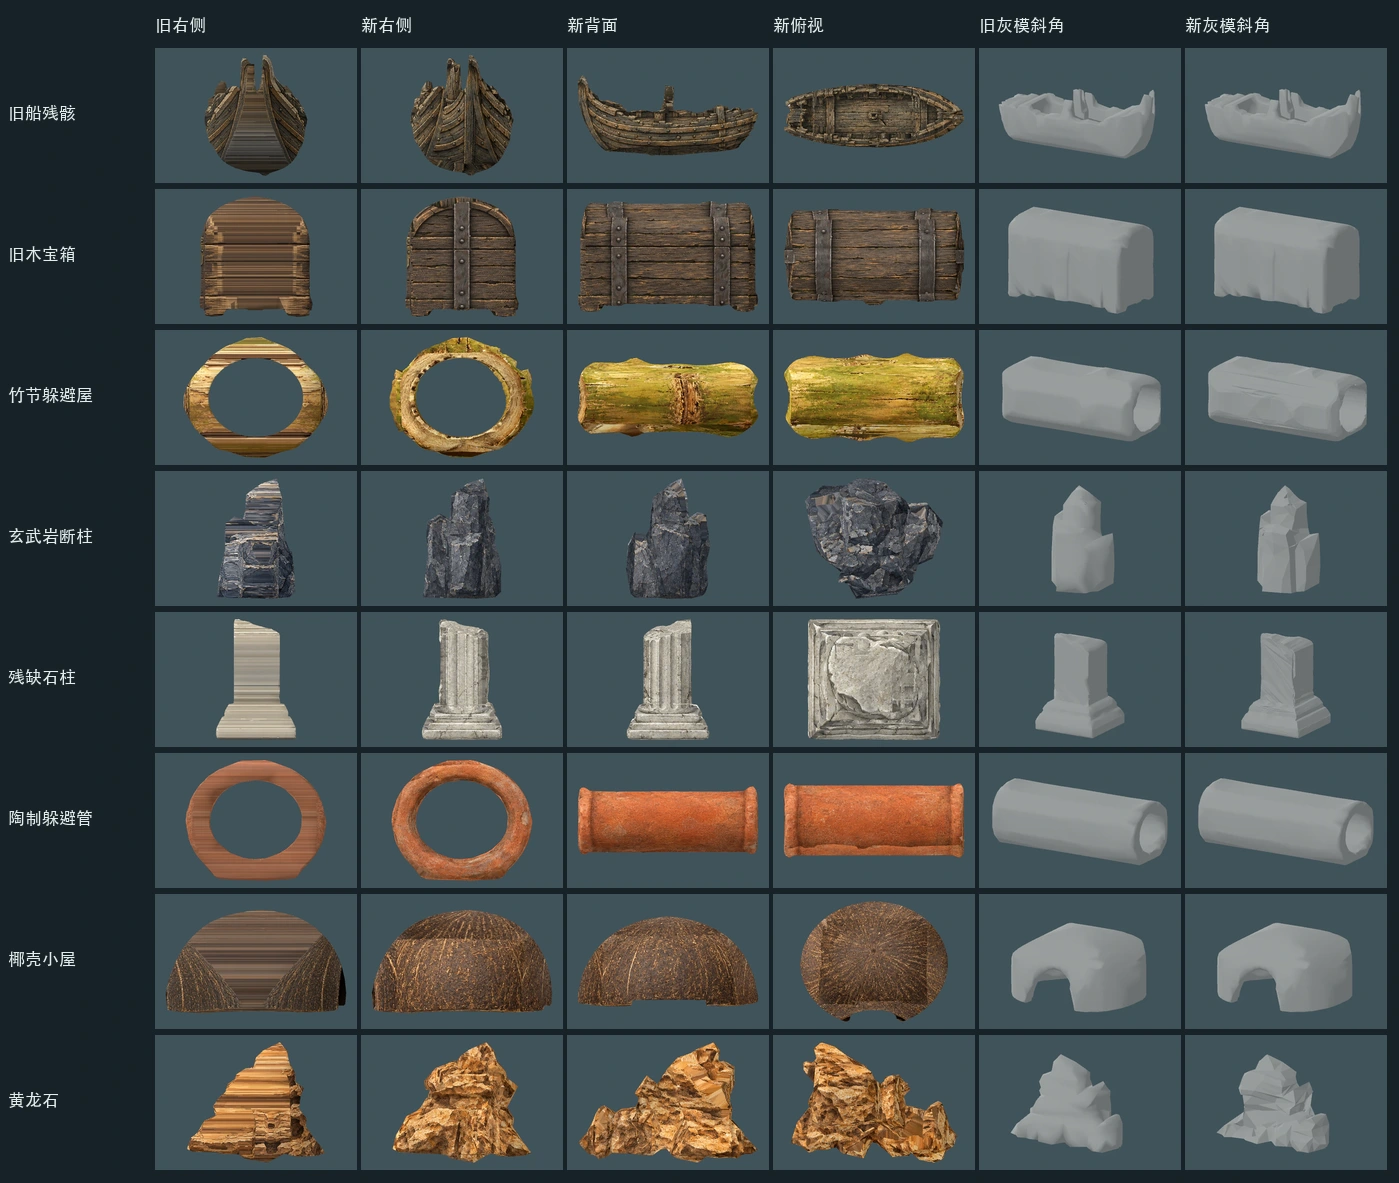 旧右侧 新右侧 新背面 新俯视 旧灰模斜角 新灰模斜角
旧船残骸
旧木宝箱
竹节躲避屋
玄武岩断柱
残缺石柱
陶制躲避管
椰壳小屋
黄龙石